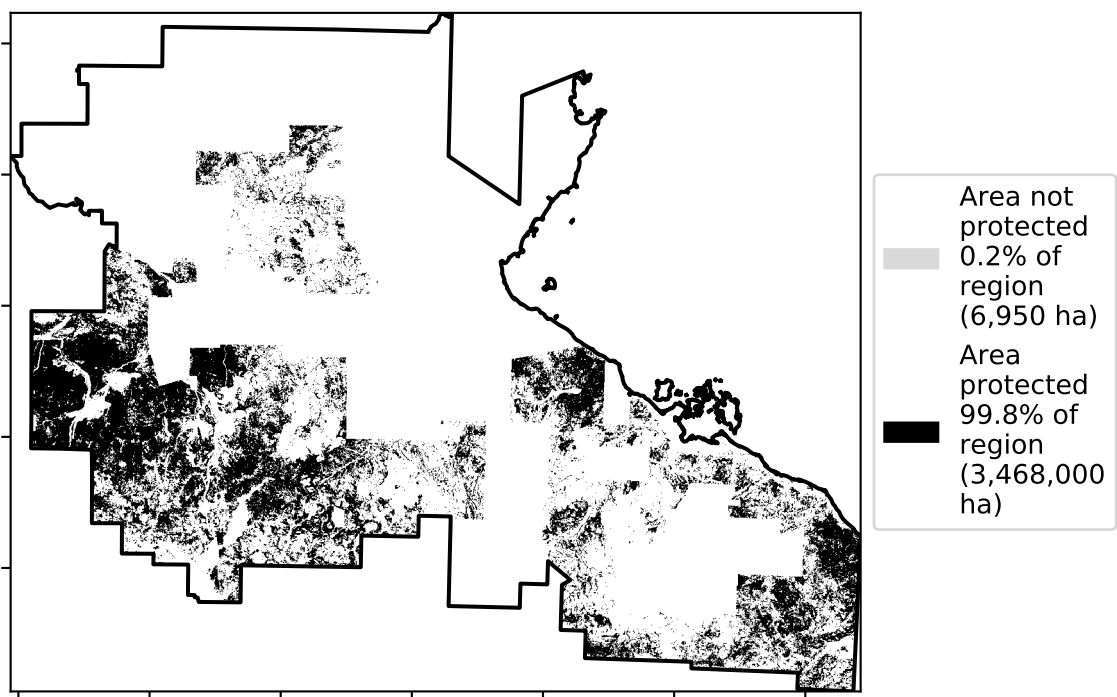 Area not
protected
0.2% of
region
(6,950 ha)
Area
protected
99.8% of
region
(3,468,000
ha)